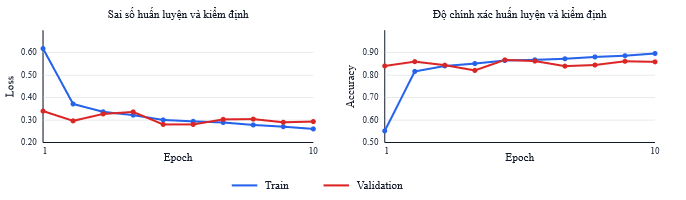 Sai số huấn luyện và kiểm định
Loss
0.60
0.50
0.40
0.30
0.20
1
10
Epoch
Độ chính xác huấn luyện và kiểm định
Accuracy
0.90
0.80
0.70
0.60
0.50
1
10
Epoch
Train
Validation